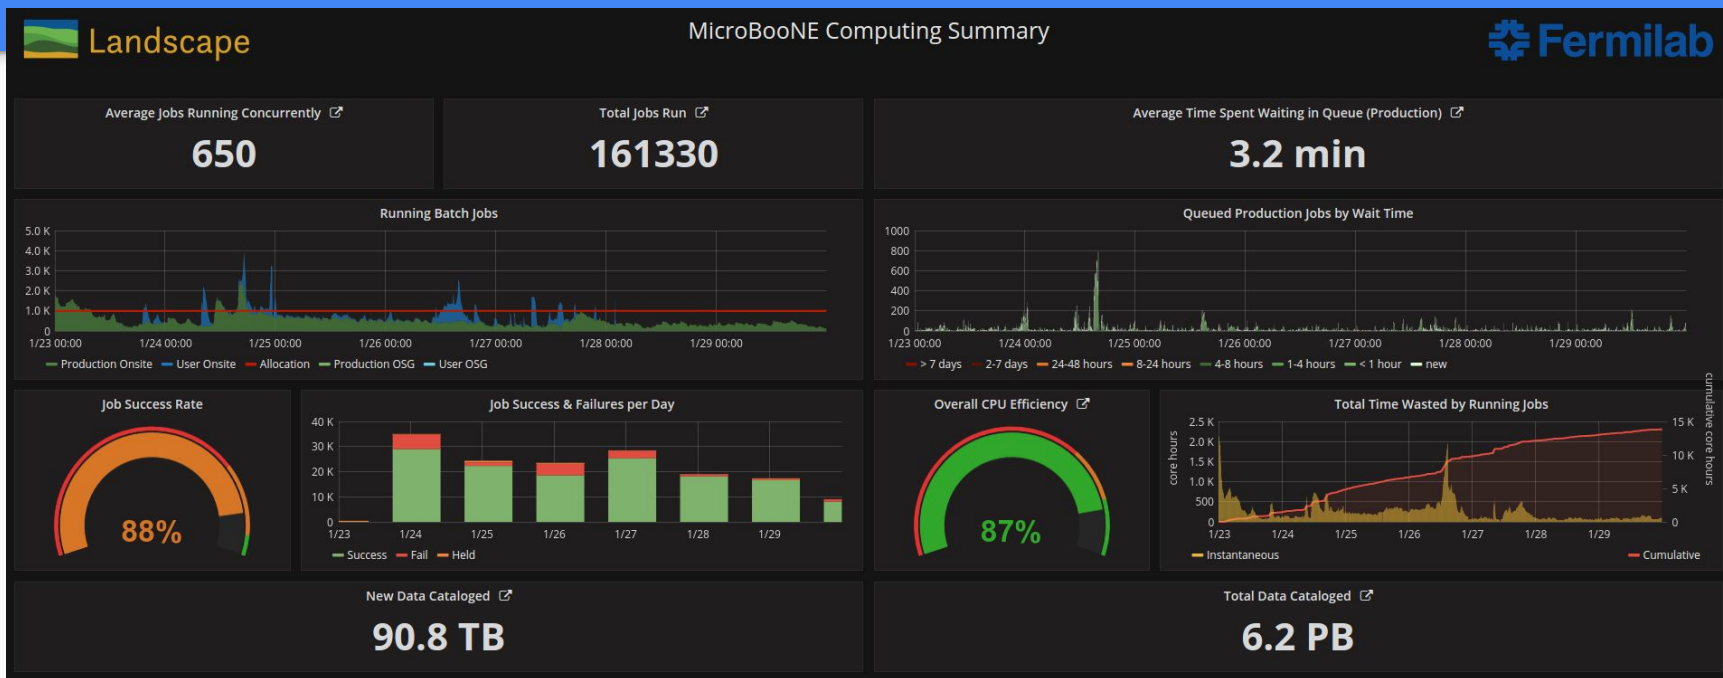 Landscape
MicroBooNE Computing Summary
Fermilab
Average Jobs Running Concurrently
650
Total Jobs Run
161330
Average Time Spent Waiting in Queue (Production)
3.2 min
Running Batch Jobs
5.0 K
4.0 K
3.0 K
2.0 K
1.0 K
0
1/23 00:00 1/24 00:00 1/25 00:00 1/26 00:00 1/27 00:00 1/28 00:00 1/29 00:00
Production Onsite User Onsite Allocation Production OSG User OSG
Queued Production Jobs by Wait Time
1000
800
600
400
200
0
1/23 00:00 1/24 00:00 1/25 00:00 1/26 00:00 1/27 00:00 1/28 00:00 1/29 00:00
> 7 days 2-7 days 24-48 hours 8-24 hours 4-8 hours 1-4 hours < 1 hour new
Job Success Rate
88%
Job Success & Failures per Day
40 K
30 K
20 K
10 K
0
1/23 1/24 1/25 1/26 1/27 1/28 1/29
Success Fail Held
Overall CPU Efficiency
87%
Total Time Wasted by Running Jobs
core hours
2.5 K
2.0 K
1.5 K
1.0 K
500
0
15 K
10 K
5 K
0
cumulative core hours
1/23 1/24 1/25 1/26 1/27 1/28 1/29
Instantaneous Cumulative
New Data Cataloged
90.8 TB
Total Data Cataloged
6.2 PB